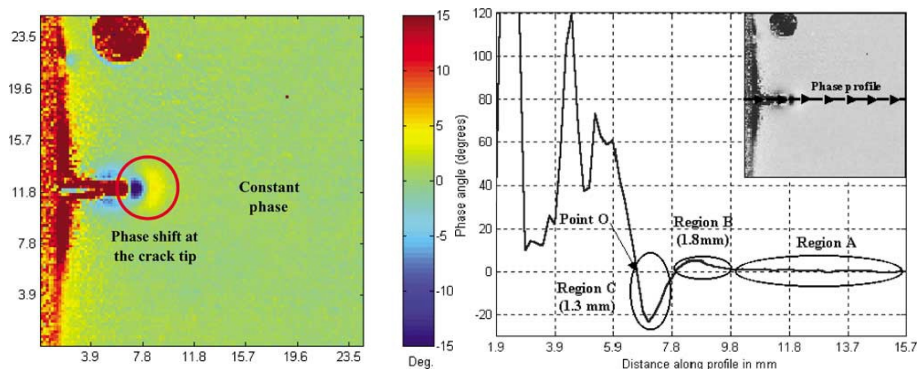 23.5
19.6
15.7
11.8
7.8
3.9
3.9 7.8 11.8 15.7 19.6 23.5
Constant
phase
Phase shift at
the crack tip
15
10
5
0
-5
-10
-15
Deg.
Phase angle (degrees)
120
100
80
60
40
20
0
-20
1.9 3.9 5.9 7.8 9.8 11.8 13.7 15.7
Distance along profile in mm
Phase profile
Point O
Region B
(1.8mm)
Region A
Region C
(1.3 mm)